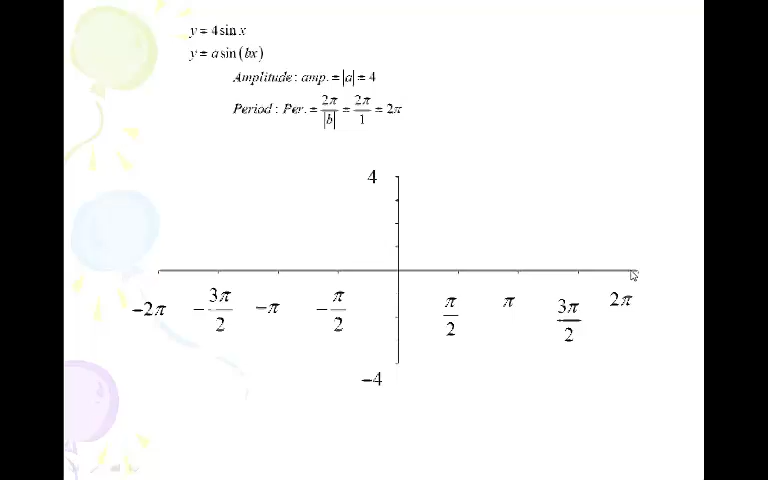 y = 4 sin x
y = a sin (bx)
Amplitude : amp. = |a| = 4
Period : Per. = 2π/|b| = 2π/1 = 2π
4
−2π −3π/2 −π −π/2 π/2 π 3π/2 2π
−4